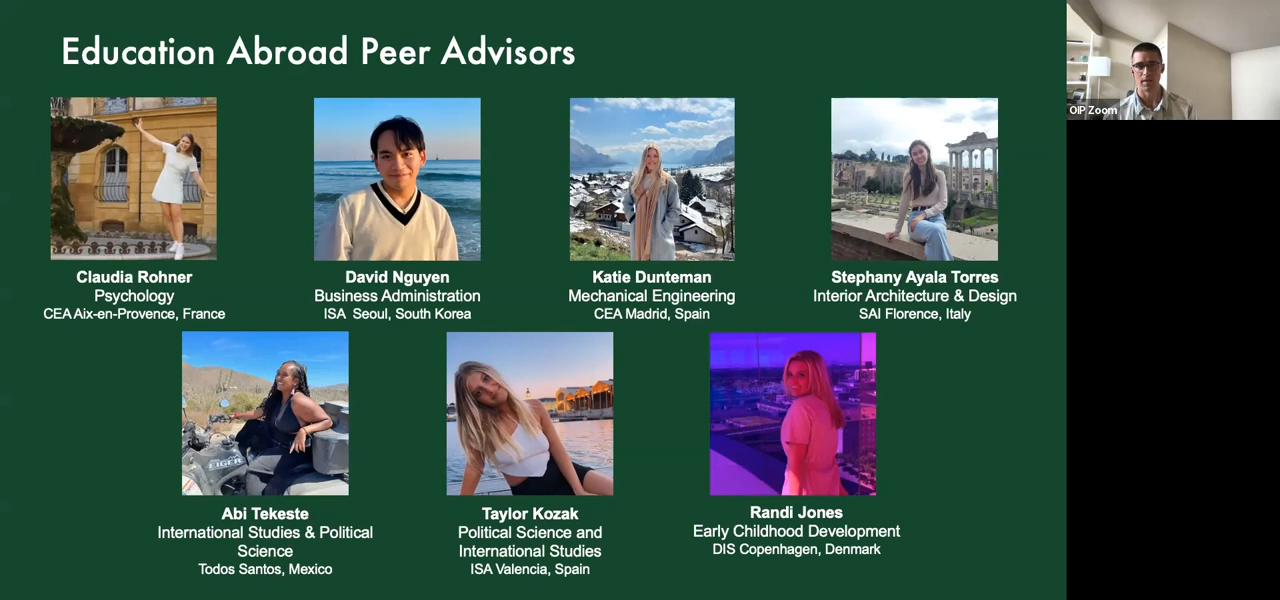 Education Abroad Peer Advisors
OIP Zoom
Claudia Rohner
Psychology
CEA Aix-en-Provence, France
David Nguyen
Business Administration
ISA Seoul, South Korea
Katie Dunteman
Mechanical Engineering
CEA Madrid, Spain
Stephany Ayala Torres
Interior Architecture & Design
SAI Florence, Italy
EIGER
Abi Tekeste
International Studies & Political
Science
Todos Santos, Mexico
Taylor Kozak
Political Science and
International Studies
ISA Valencia, Spain
Randi Jones
Early Childhood Development
DIS Copenhagen, Denmark